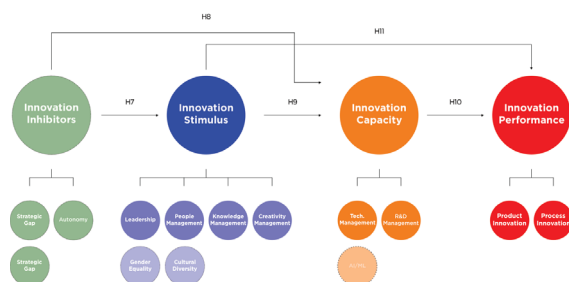 H8
H11
Innovation
Inhibitors
H7
Innovation
Stimulus
H9
Innovation
Capacity
H10
Innovation
Performance
Strategic
Gap
Autonomy
Leadership
People
Management
Knowledge
Management
Creativity
Management
Tech.
Management
R&D
Management
Product
Innovation
Process
Innovation
Strategic
Gap
Gender
Equality
Cultural
Diversity